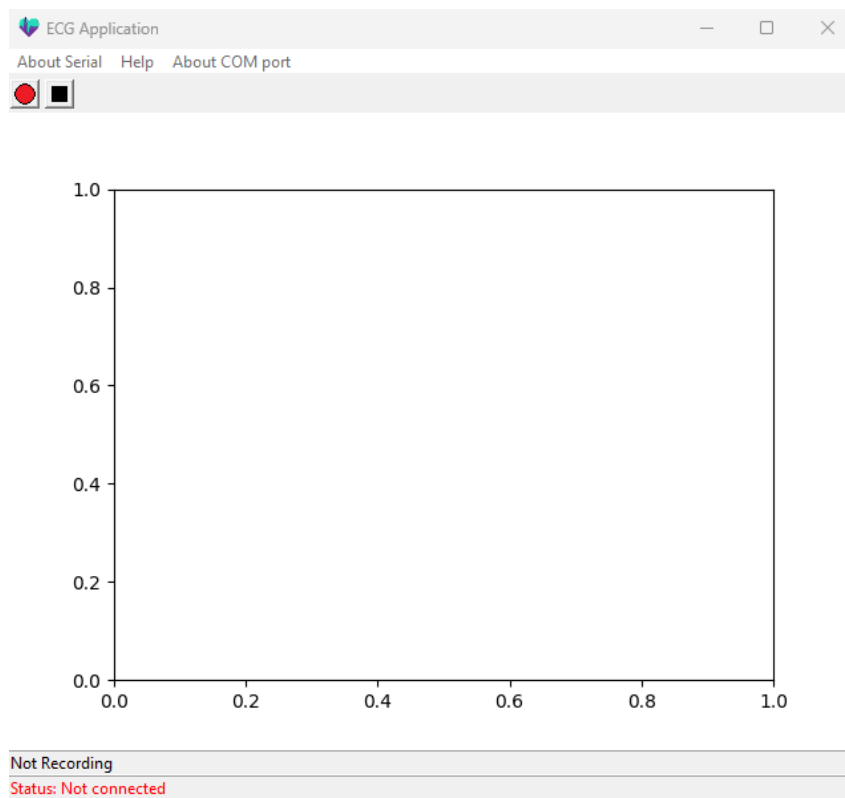 ECG Application
About Serial Help About COM port
1.0
0.8
0.6
0.4
0.2
0.0
0.0 0.2 0.4 0.6 0.8 1.0
Not Recording
Status: Not connected